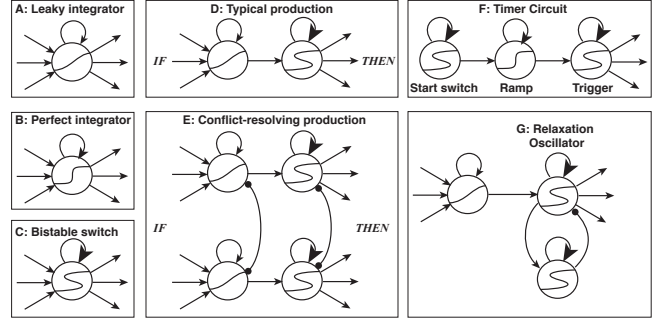 A: Leaky integrator
D: Typical production
IF
THEN
F: Timer Circuit
Start switch
Ramp
Trigger
B: Perfect integrator
E: Conflict-resolving production
IF
THEN
G: Relaxation
Oscillator
C: Bistable switch